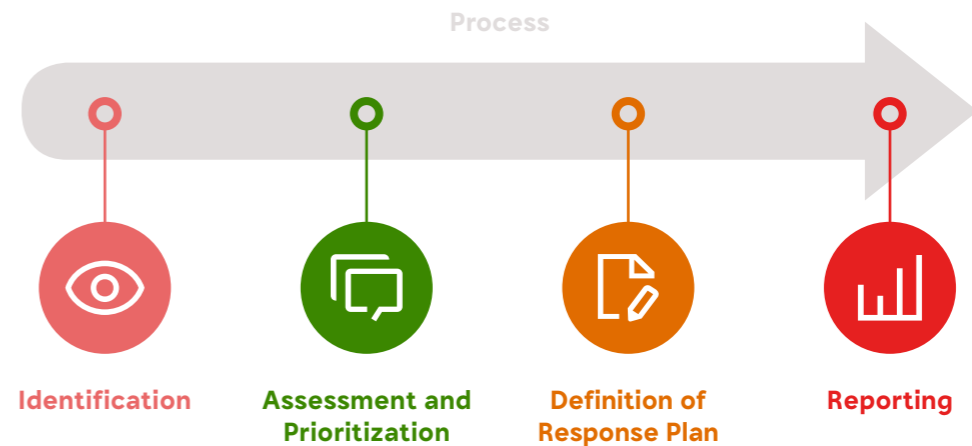 Process
Identification
Assessment and
Prioritization
Definition of
Response Plan
Reporting